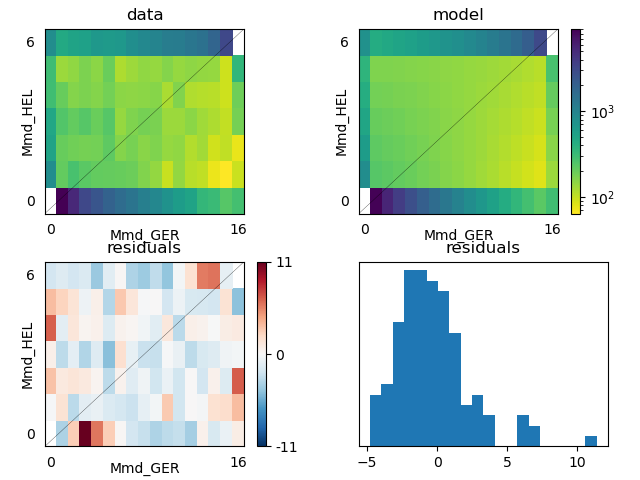 data
6
Mmd_HEL
0
0
16
Mmd_GER
model
6
Mmd_HEL
0
0
16
Mmd_GER
10³
10²
residuals
6
Mmd_HEL
0
0
16
Mmd_GER
11
0
-11
residuals
−5
0
5
10